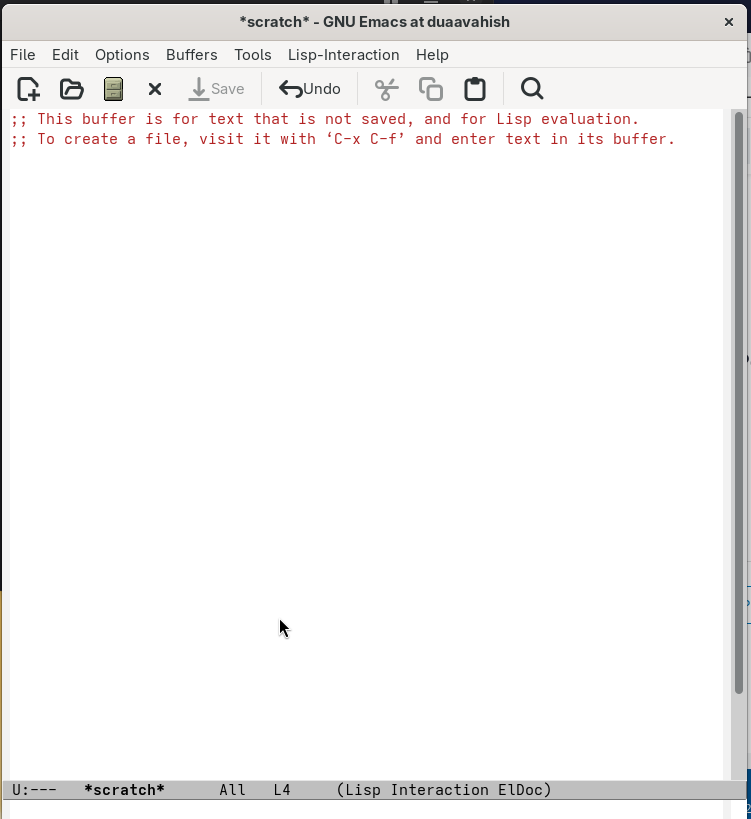 *scratch* - GNU Emacs at duaavahish
File Edit Options Buffers Tools Lisp-Interaction Help
Save Undo
;; This buffer is for text that is not saved, and for Lisp evaluation.
;; To create a file, visit it with ‘C-x C-f’ and enter text in its buffer.
U:--- *scratch* All L4 (Lisp Interaction ElDoc)